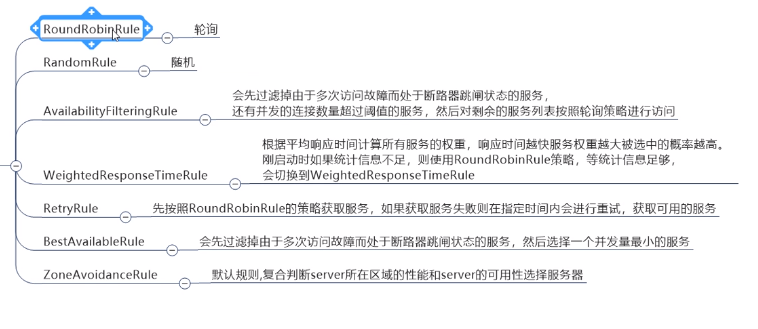 RoundRobinRule 轮询
RandomRule 随机
会先过滤掉由于多次访问故障而处于断路器跳闸状态的服务，
AvailabilityFilteringRule 还有并发的连接数量超过阈值的服务，然后对剩余的服务列表按照轮询策略进行访问
根据平均响应时间计算所有服务的权重，响应时间越快服务权重越大被选中的概率越高。
刚启动时如果统计信息不足，则使用RoundRobinRule策略，等统计信息足够，
WeightedResponseTimeRule 会切换到WeightedResponseTimeRule
RetryRule 先按照RoundRobinRule的策略获取服务，如果获取服务失败则在指定时间内会进行重试，获取可用的服务
BestAvailableRule 会先过滤掉由于多次访问故障而处于断路器跳闸状态的服务，然后选择一个并发量最小的服务
ZoneAvoidanceRule 默认规则,复合判断server所在区域的性能和server的可用性选择服务器